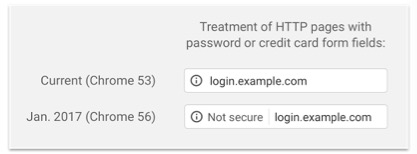 Treatment of HTTP pages with
password or credit card form fields:
Current (Chrome 53) login.example.com
Jan. 2017 (Chrome 56) Not secure login.example.com